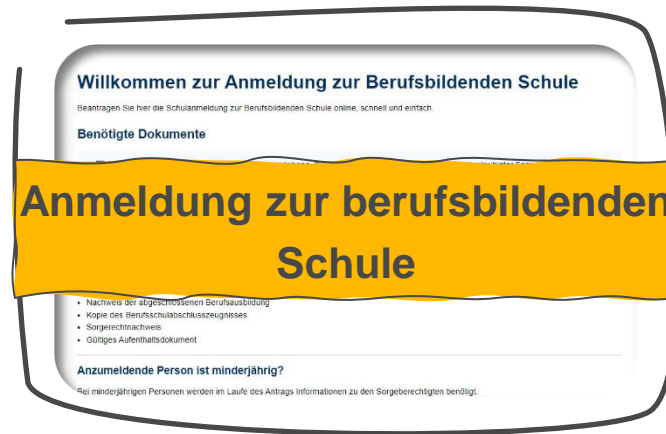 Willkommen zur Anmeldung zur Berufsbildenden Schule
Beantragen Sie hier die Schulanmeldung zur Berufsbildenden Schule online, schnell und einfach.
Benötigte Dokumente
Anmeldung zur berufsbildenden
Schule
• Nachweis der abgeschlossenen Berufsausbildung
• Kopie des Berufsschulabschlusszeugnisses
• Sorgerechtnachweis
• Gültiges Aufenthaltsdokument
Anzumeldende Person ist minderjährig?
Bei minderjährigen Personen werden im Laufe des Antrags Informationen zu den Sorgeberechtigten benötigt.